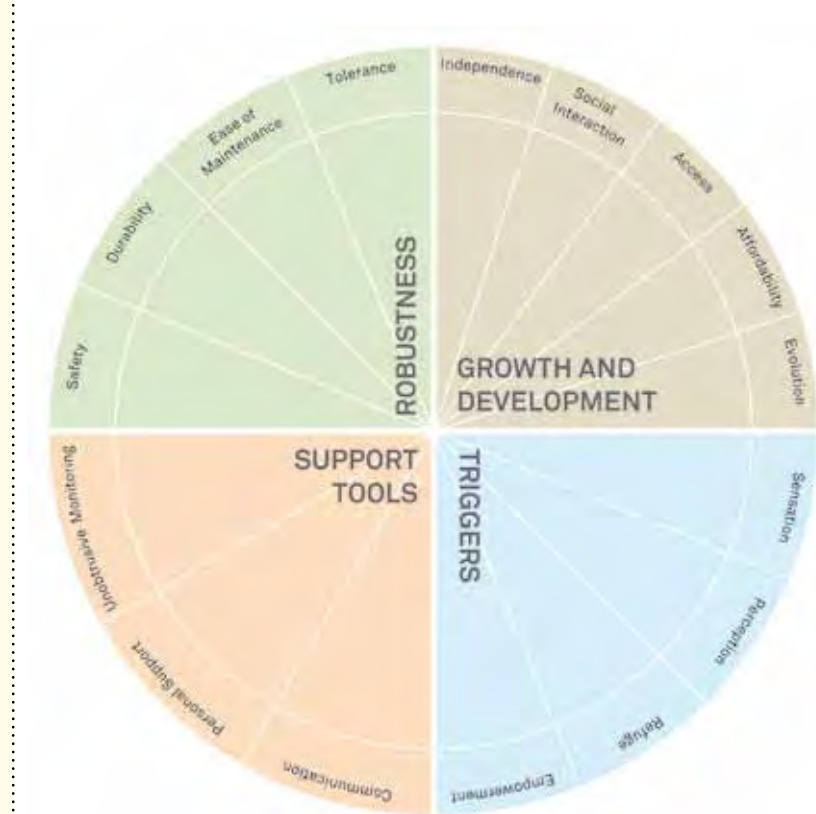 Tolerance
Ease of
Maintenance
Durability
Safety
ROBUSTNESS
Independence
Social
Interaction
Access
Affordability
Evolution
GROWTH AND
DEVELOPMENT
SUPPORT
TOOLS
Unobtrusive Monitoring
Personal Support
Communication
TRIGGERS
Sensation
Perception
Refuge
Empowerment